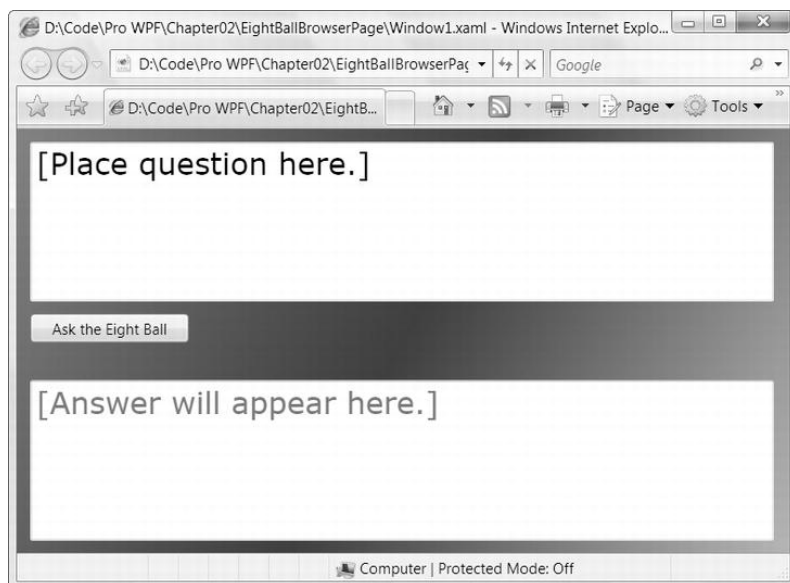 D:\Code\Pro WPF\Chapter02\EightBallBrowserPage\Window1.xaml - Windows Internet Explo...
D:\Code\Pro WPF\Chapter02\EightBallBrowserPag
Google
D:\Code\Pro WPF\Chapter02\EightB...
Page
Tools
[Place question here.]
Ask the Eight Ball
[Answer will appear here.]
Computer | Protected Mode: Off